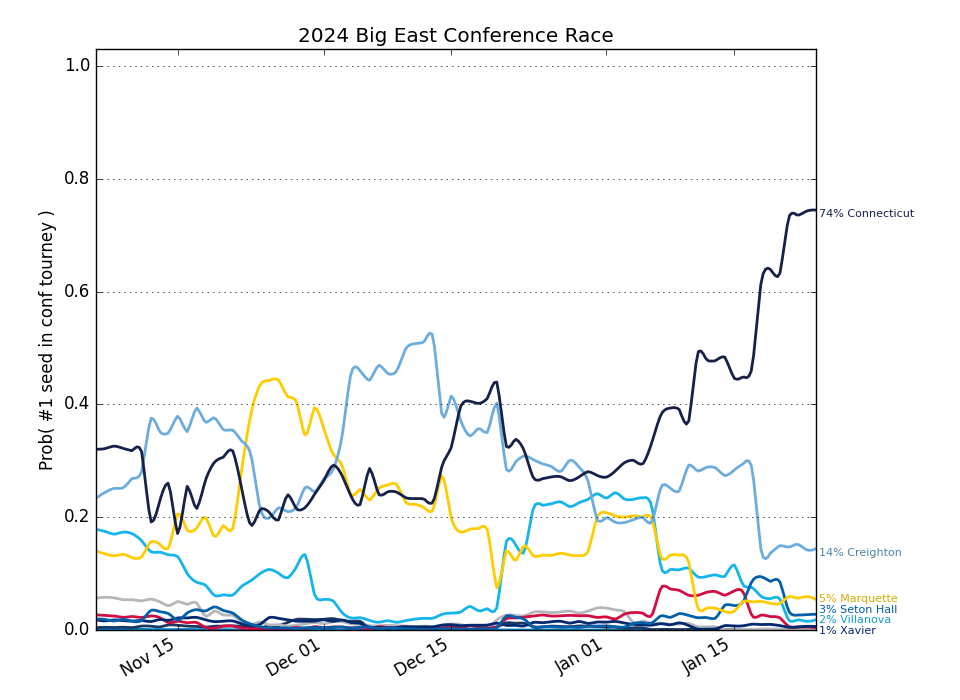 2024 Big East Conference Race
Prob( #1 seed in conf tourney )
1.0
0.8
0.6
0.4
0.2
0.0
Nov 15
Dec 01
Dec 15
Jan 01
Jan 15
74% Connecticut
14% Creighton
5% Marquette
3% Seton Hall
2% Villanova
1% Xavier